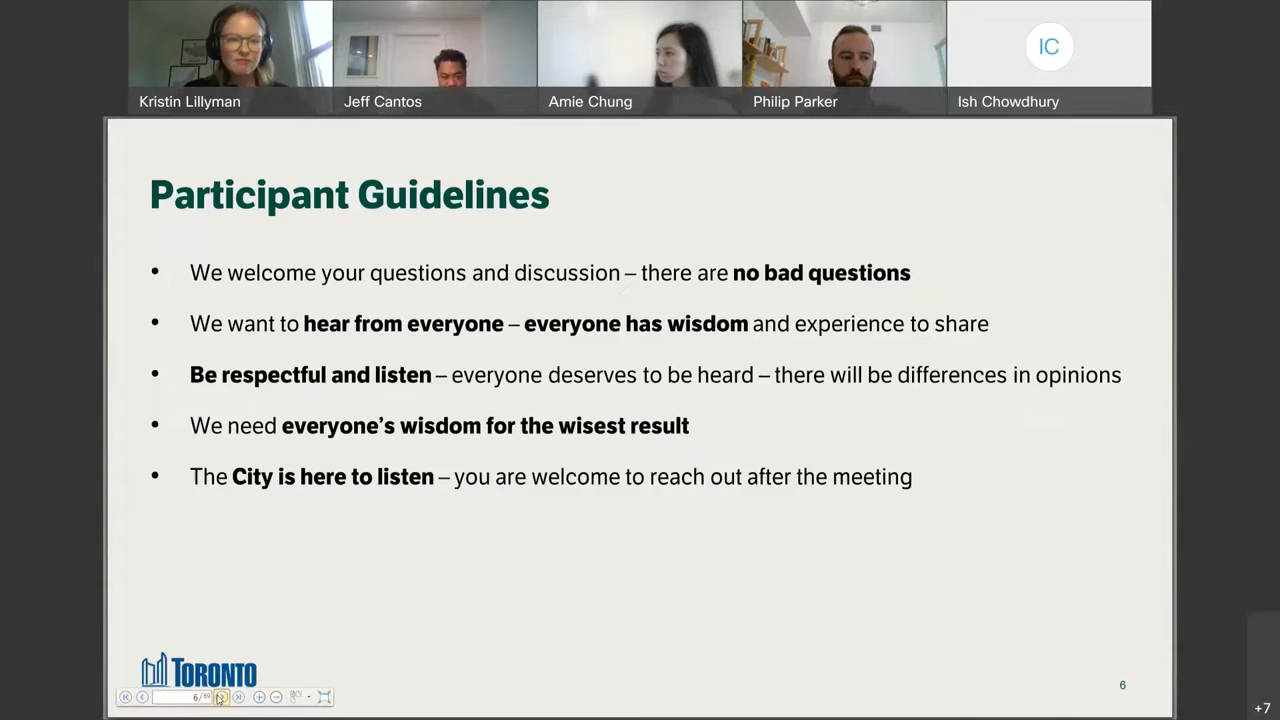 Kristin Lillyman
Jeff Cantos
Amie Chung
Philip Parker
IC
Ish Chowdhury
Participant Guidelines
• We welcome your questions and discussion – there are no bad questions
• We want to hear from everyone – everyone has wisdom and experience to share
• Be respectful and listen – everyone deserves to be heard – there will be differences in opinions
• We need everyone’s wisdom for the wisest result
• The City is here to listen – you are welcome to reach out after the meeting
TORONTO
6/69
6
+7